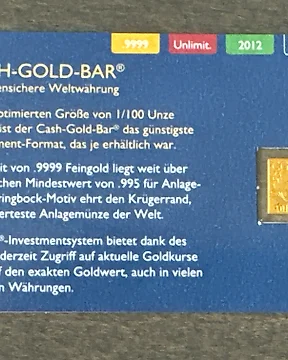 9999 Unlimit. 2012
H-GOLD-BAR®
ensichere Weltwährung
ptimierten Größe von 1/100 Unze
ist der Cash-Gold-Bar® das günstigste
ment-Format, das je erhältlich war.
it von .9999 Feingold liegt weit über
chen Mindestwert von .995 für Anlage-
ringbock-Motiv ehrt den Krügerrand,
erteste Anlagemünze der Welt.
®-Investmentsystem bietet dank des
derzeit Zugriff auf aktuelle Goldkurse
f den exakten Goldwert, auch in vielen
n Währungen.